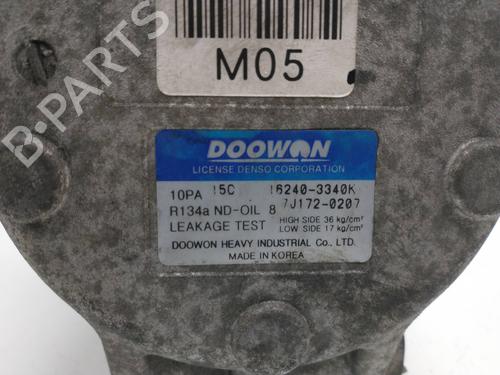 M05
B-PARTS
DOOWON
LICENSE DENSO CORPORATION
10PA 15C 16240-3340K
R134a ND-OIL 8 7J172-0207
LEAKAGE TEST HIGH SIDE 36 kg/cm²
LOW SIDE 17 kg/cm²
DOOWON HEAVY INDUSTRIAL Co., LTD.
MADE IN KOREA